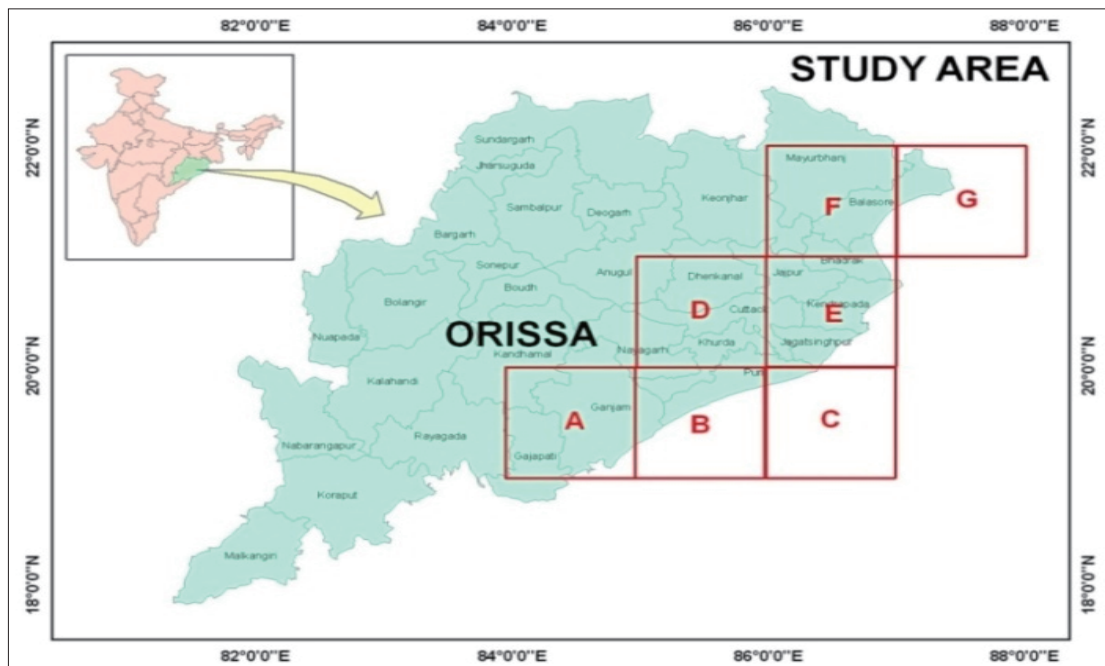 82°0'0"E 84°0'0"E 86°0'0"E 88°0'0"E
STUDY AREA
22°0'0"N
22°0'0"N
Sundargarh
Jharsuguda
Mayurbhanj
Sambalpur
Deogarh
Keonjhar
Balasore
F
G
Bargarh
Sonepur
Anugul
Dhenkanal
Jajpur
Bhadrak
Bolangir
Boudh
Cuttack
Kendrapada
D
E
Nuapada
ORISSA
Kandhamal
Nayagarh
Khurda
Jagatsinghpur
20°0'0"N
20°0'0"N
Kalahandi
Puri
Ganjam
A
B
C
Rayagada
Nabarangapur
Gajapati
Koraput
Malkangiri
18°0'0"N
18°0'0"N
82°0'0"E 84°0'0"E 86°0'0"E 88°0'0"E